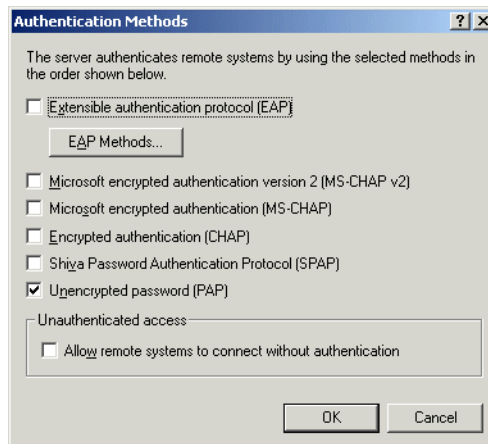 Authentication Methods
The server authenticates remote systems by using the selected methods in
the order shown below.
Extensible authentication protocol (EAP)
EAP Methods...
Microsoft encrypted authentication version 2 (MS-CHAP v2)
Microsoft encrypted authentication (MS-CHAP)
Encrypted authentication (CHAP)
Shiva Password Authentication Protocol (SPAP)
Unencrypted password (PAP)
Unauthenticated access
Allow remote systems to connect without authentication
OK Cancel